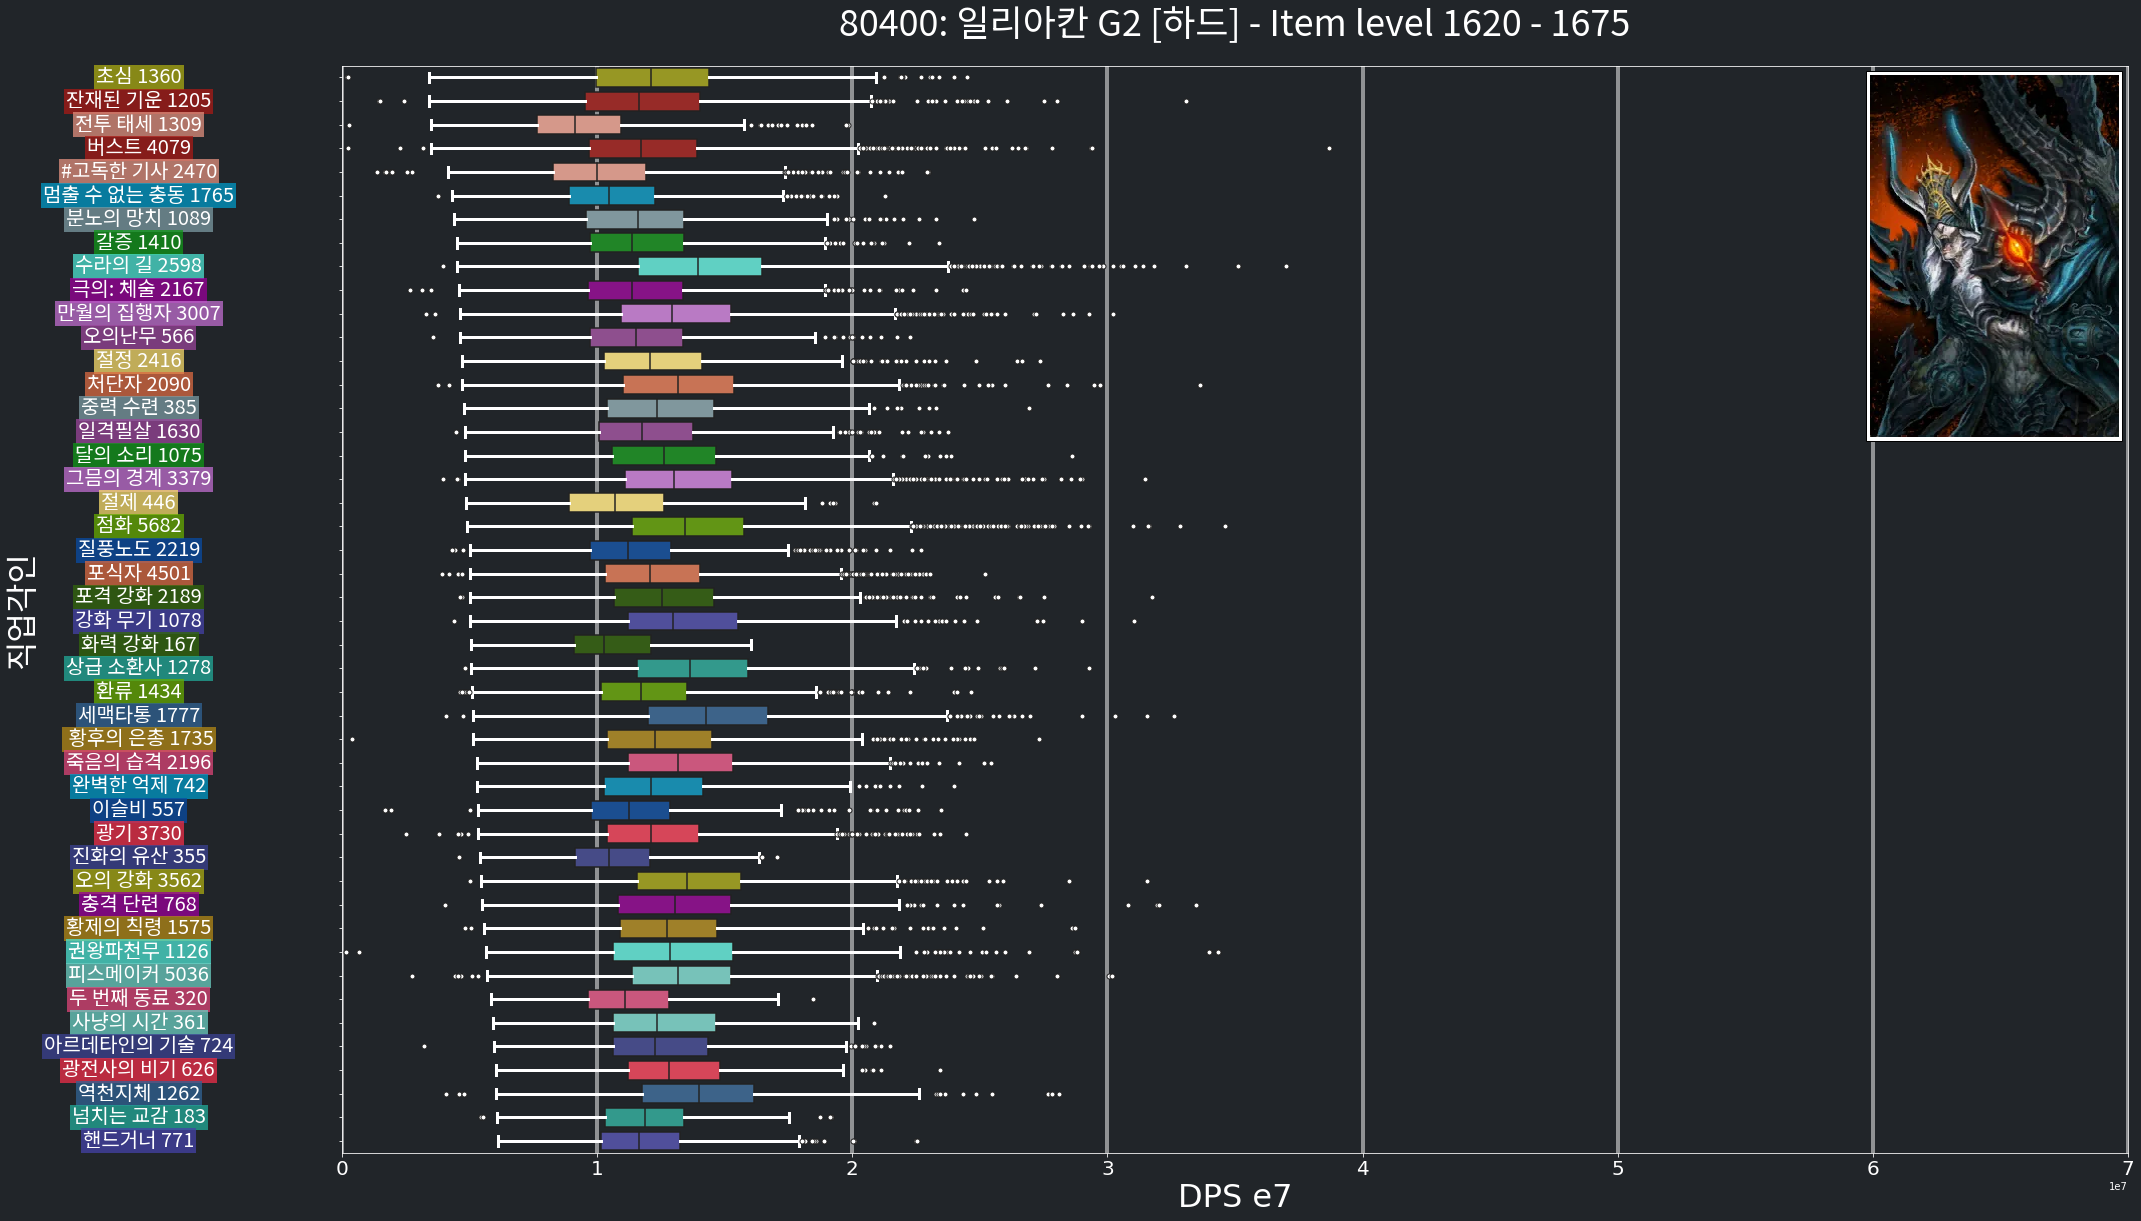 80400: 일리아칸 G2 [하드] - Item level 1620 - 1675
초심 1360
잔재된 기운 1205
전투 태세 1309
버스트 4079
#고독한 기사 2470
멈출 수 없는 충동 1765
분노의 망치 1089
갈증 1410
수라의 길 2598
극의: 체술 2167
만월의 집행자 3007
오의난무 566
절정 2416
처단자 2090
중력 수련 385
일격필살 1630
달의 소리 1075
그믐의 경계 3379
절제 446
점화 5682
질풍노도 2219
포식자 4501
포격 강화 2189
강화 무기 1078
화력 강화 167
상급 소환사 1278
환류 1434
세맥타통 1777
황후의 은총 1735
죽음의 습격 2196
완벽한 억제 742
이슬비 557
광기 3730
진화의 유산 355
오의 강화 3562
충격 단련 768
황제의 칙령 1575
권왕파천무 1126
피스메이커 5036
두 번째 동료 320
사냥의 시간 361
아르데타인의 기술 724
광전사의 비기 626
역천지체 1262
넘치는 교감 183
핸드거너 771
직업각인
0 1 2 3 4 5 6 7
1e7
DPS e7